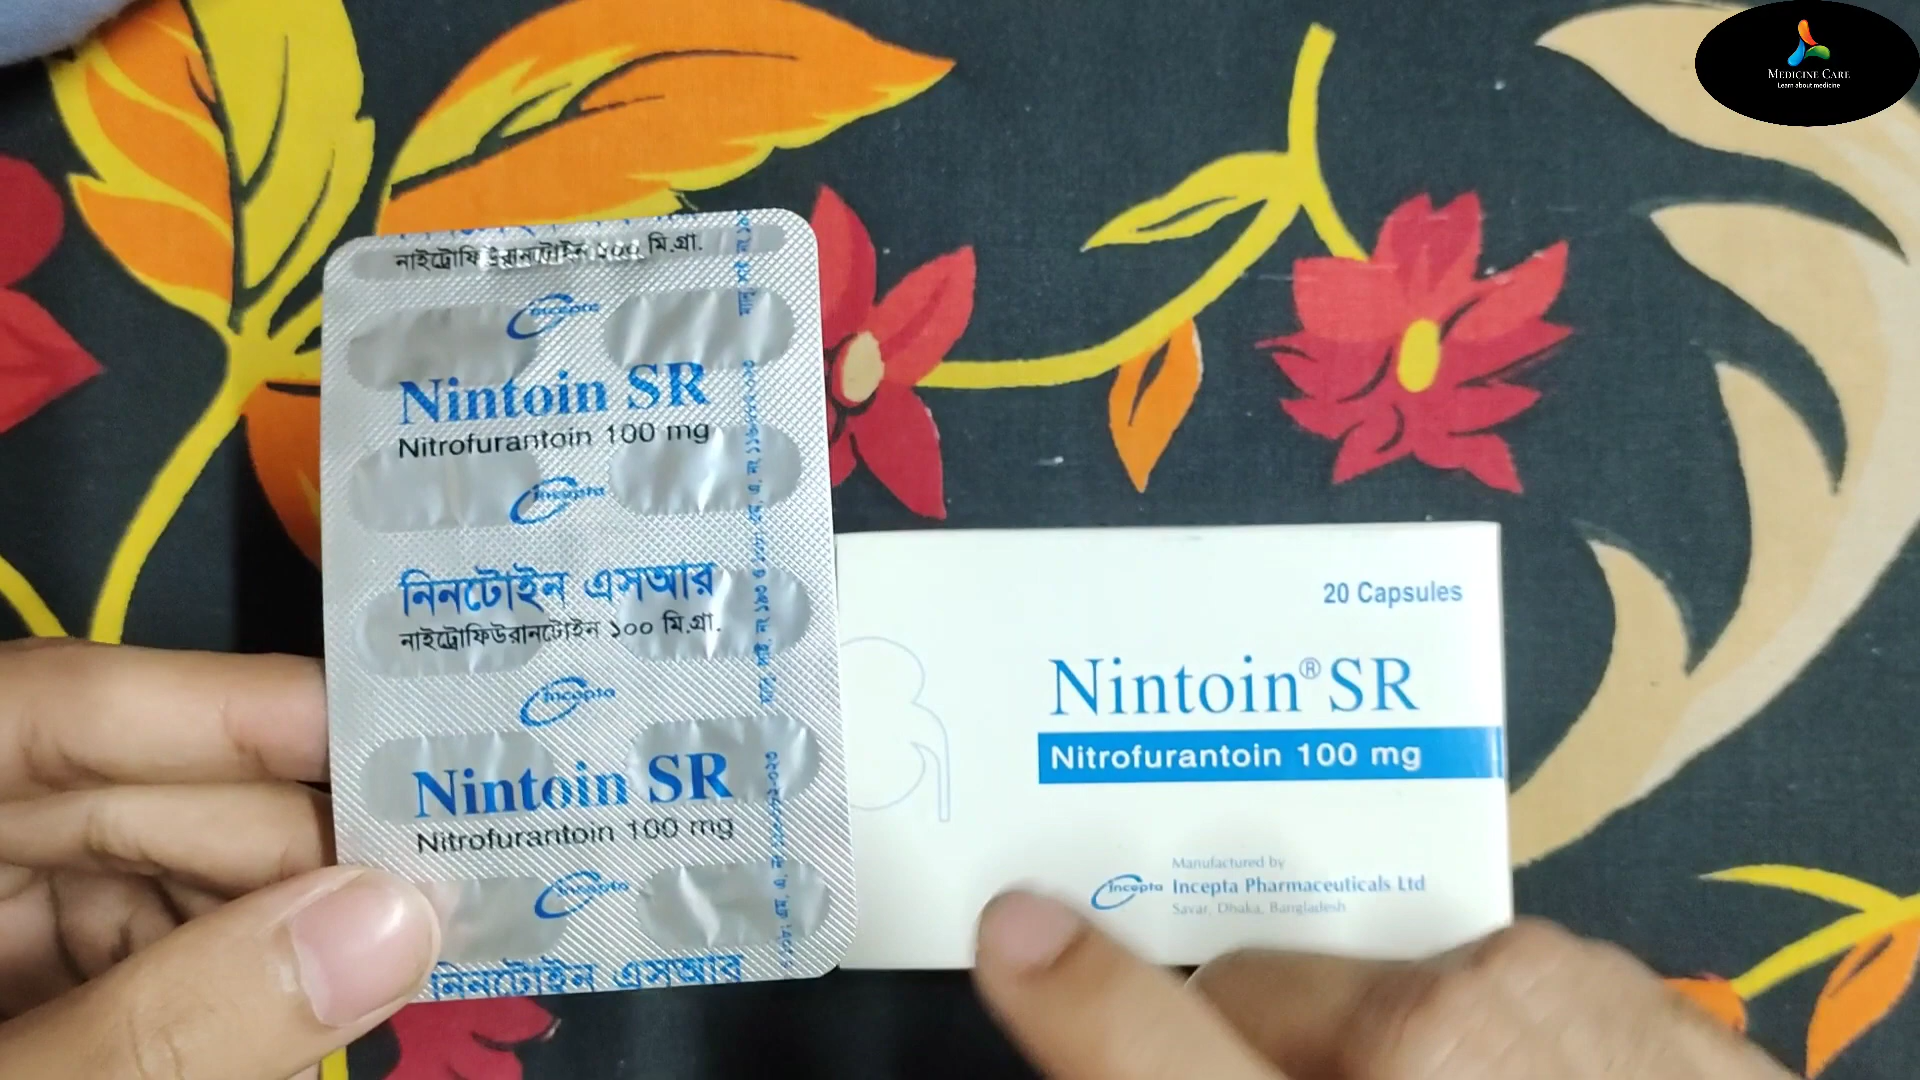 MEDICINE CARE
Learn about medicine
নাইট্রোফিউরানটোইন ১০০ মি.গ্রা.
Incepta
Nintoin SR
Nitrofurantoin 100 mg
Incepta
নিনটোইন এসআর
নাইট্রোফিউরানটোইন ১০০ মি.গ্রা.
Incepta
Nintoin SR
Nitrofurantoin 100 mg
Incepta
নিনটোইন এসআর
20 Capsules
Nintoin® SR
Nitrofurantoin 100 mg
Manufactured by
Incepta Incepta Pharmaceuticals Ltd
Savar, Dhaka, Bangladesh